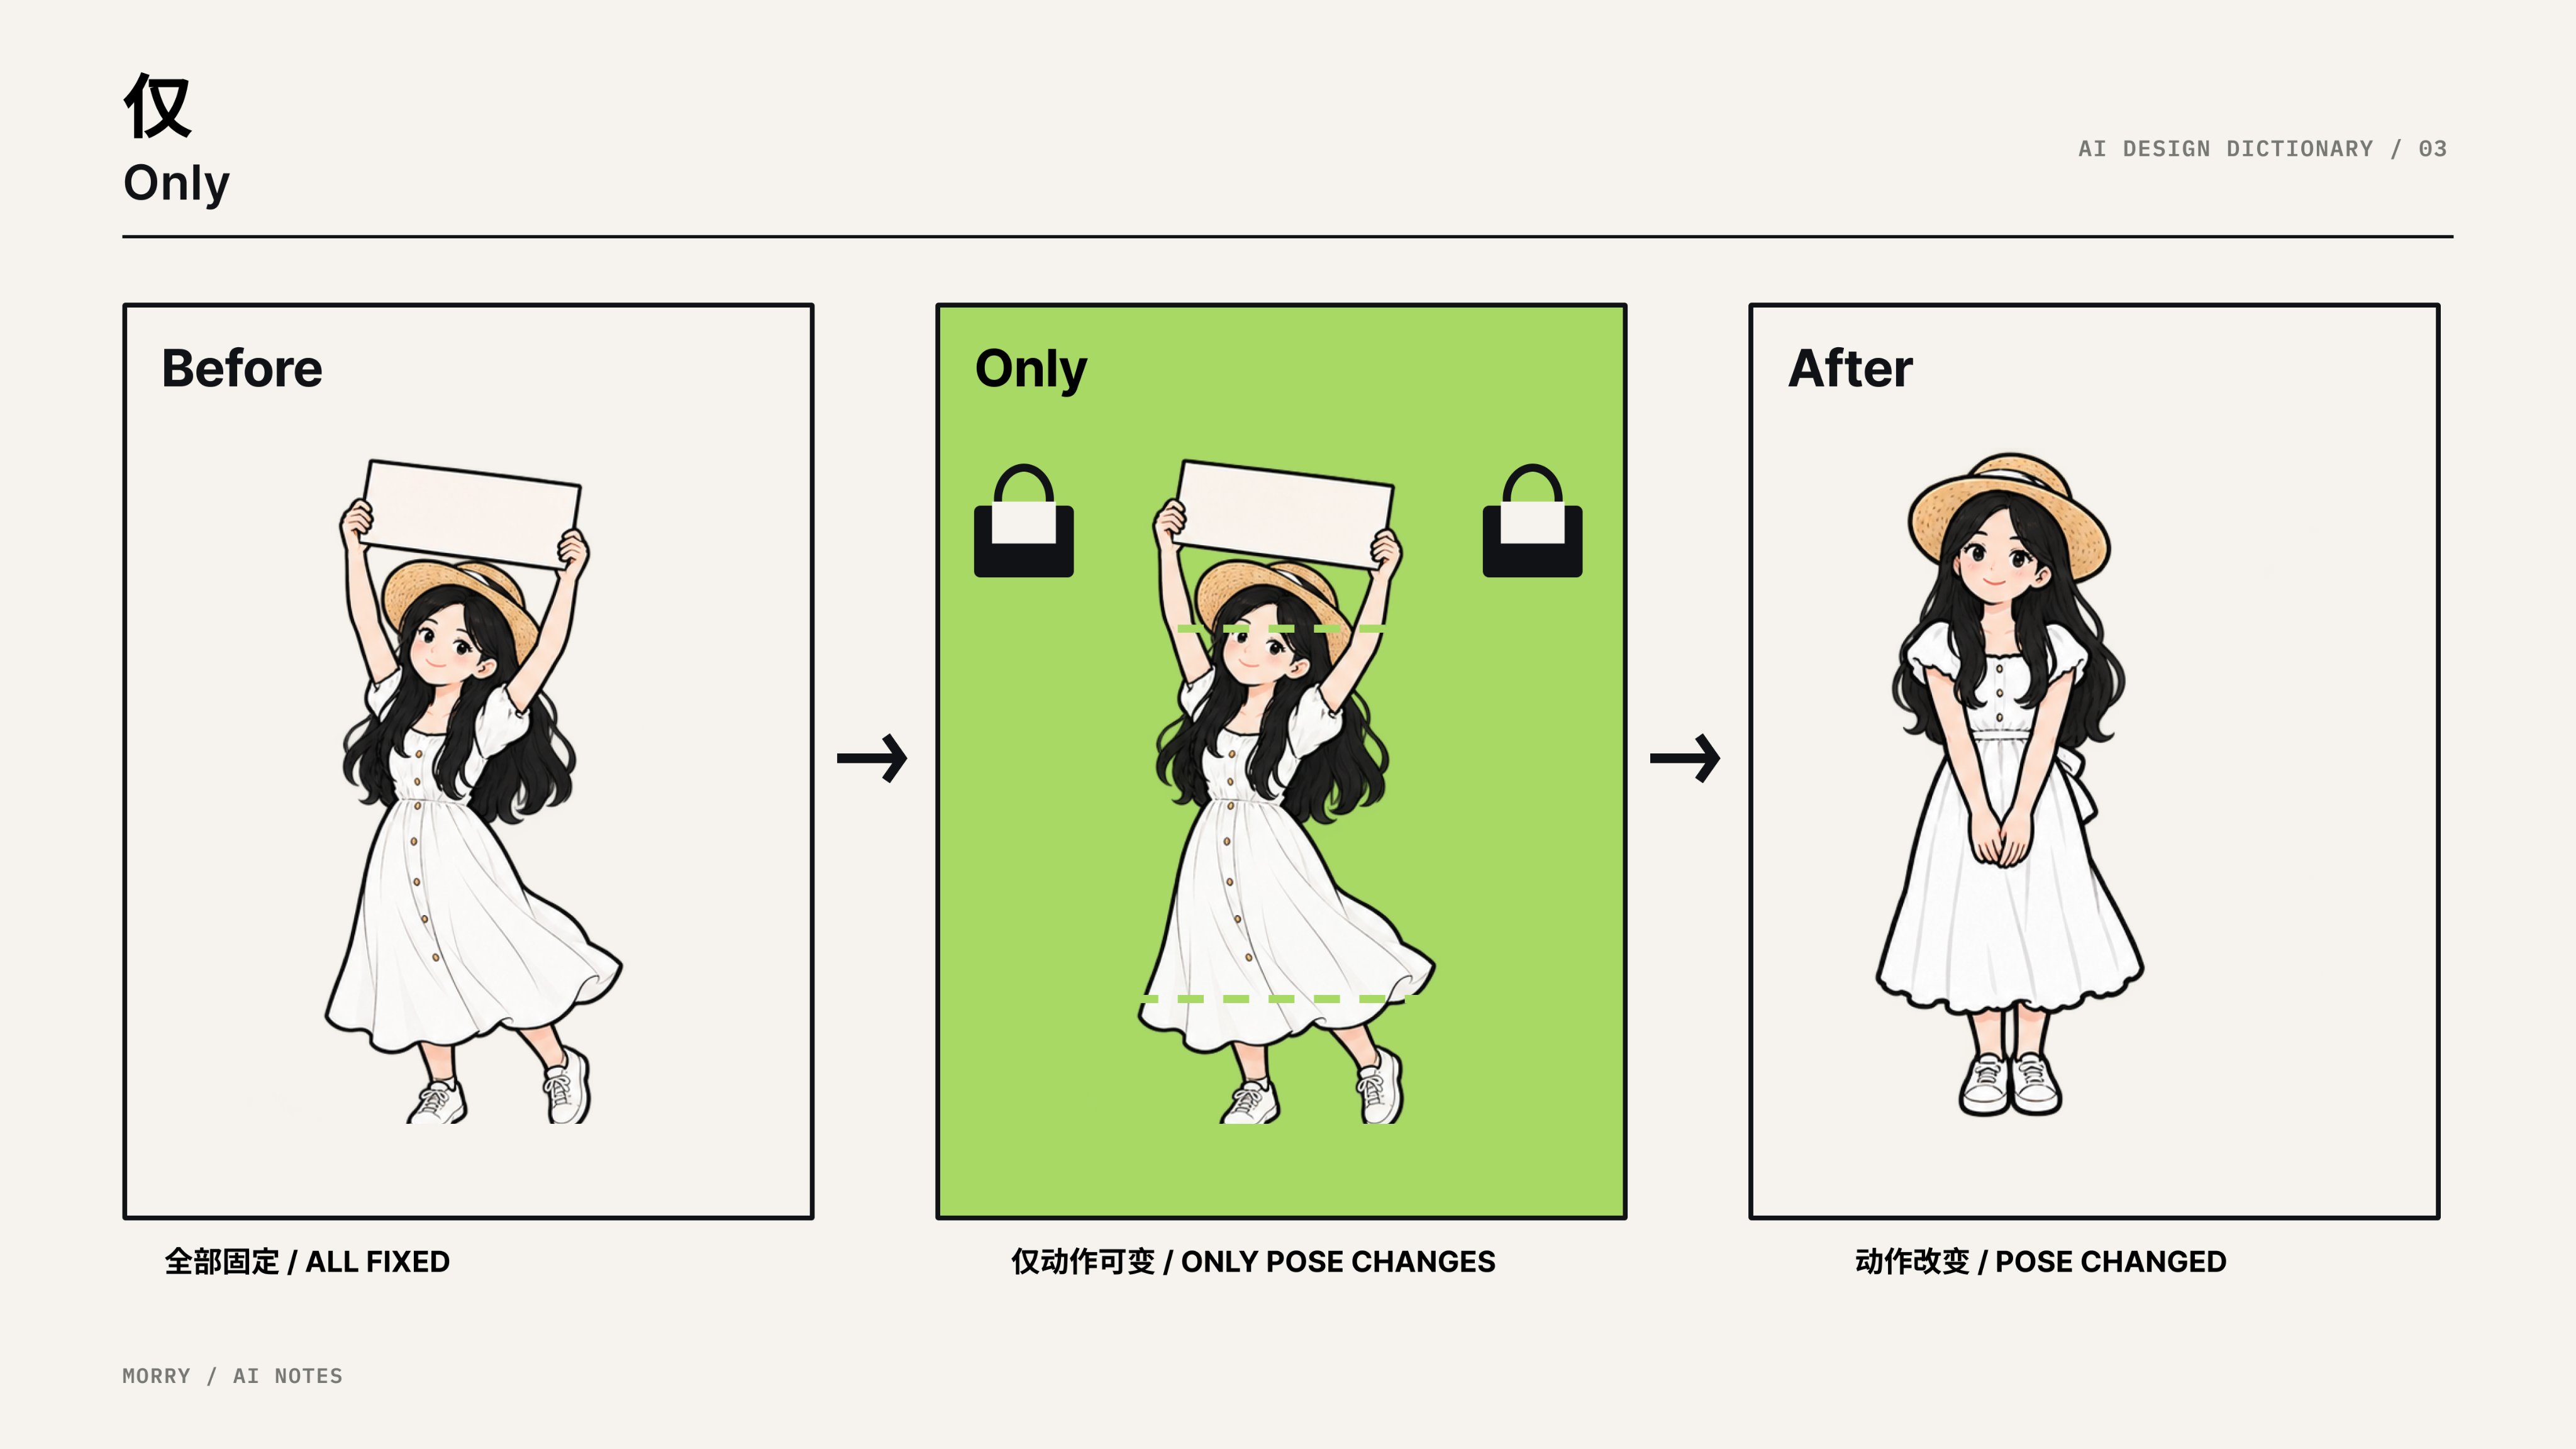 仅
Only
AI DESIGN DICTIONARY / 03
Before
Only
After
全部固定 / ALL FIXED
仅动作可变 / ONLY POSE CHANGES
动作改变 / POSE CHANGED
MORRY / AI NOTES